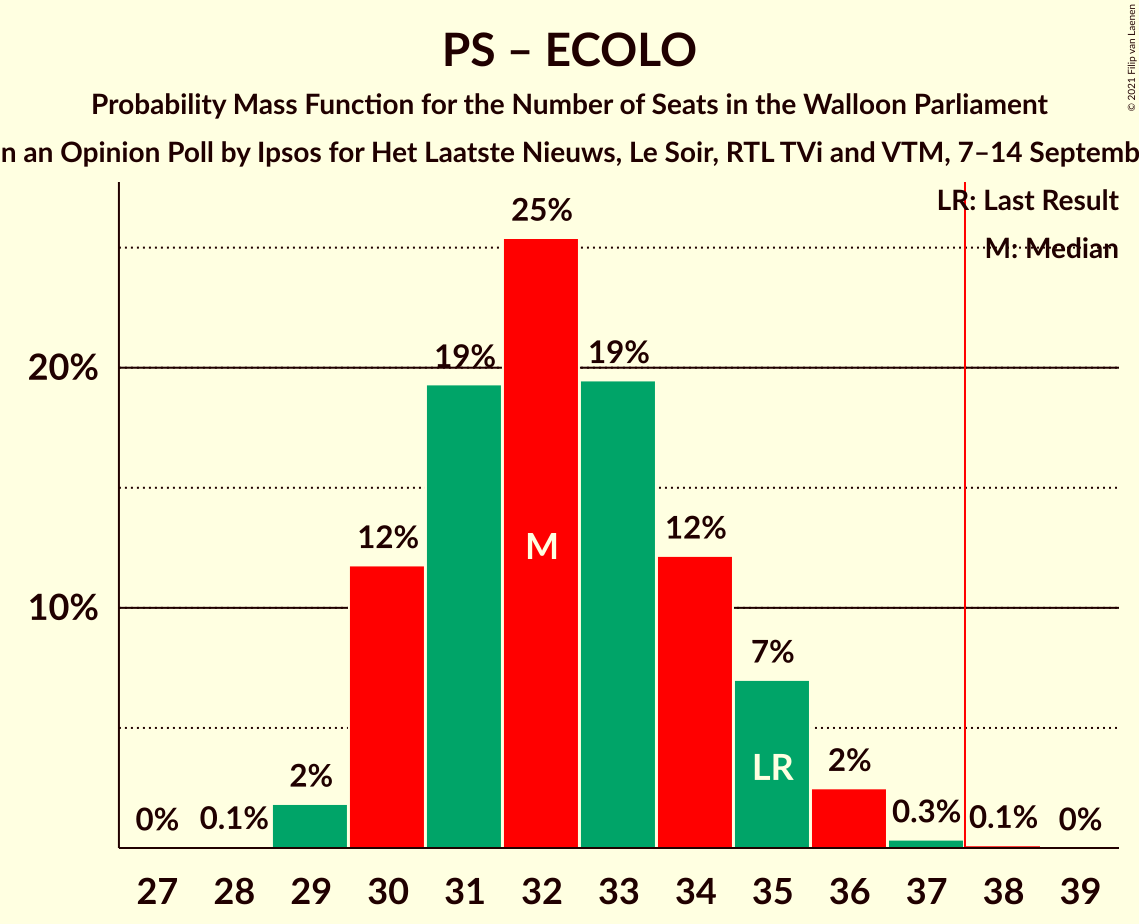 PS – ECOLO
Probability Mass Function for the Number of Seats in the Walloon Parliament
n an Opinion Poll by Ipsos for Het Laatste Nieuws, Le Soir, RTL TVi and VTM, 7–14 Septemb
© 2021 Filip van Laenen
LR: Last Result
M: Median
25%
19% 19%
20%
12% 12%
M
10%
7%
LR
2% 2%
0% 0.1% 0.3% 0.1% 0%
27 28 29 30 31 32 33 34 35 36 37 38 39